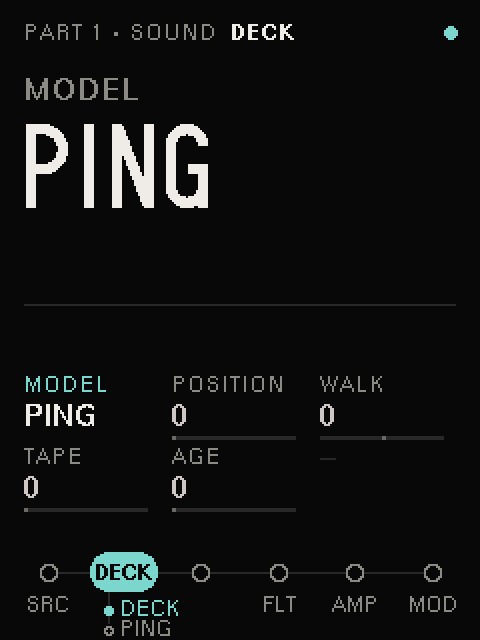 PART 1 · SOUND DECK
MODEL
PING
MODEL POSITION WALK
PING 0 0
TAPE AGE —
0 0
DECK
SRC DECK FLT AMP MOD
PING